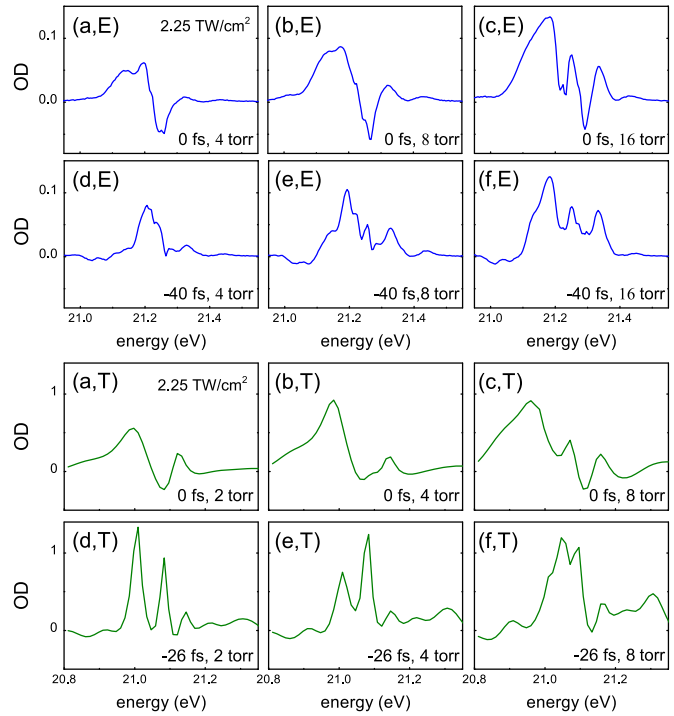 (a,E) 2.25 TW/cm² (b,E) (c,E)
0.1
OD
0.0
0 fs, 4 torr 0 fs, 8 torr 0 fs, 16 torr
(d,E) (e,E) (f,E)
0.1
OD
0.0
-40 fs, 4 torr -40 fs,8 torr -40 fs, 16 torr
21.0 21.2 21.4 21.0 21.2 21.4 21.0 21.2 21.4
energy (eV) energy (eV) energy (eV)
(a,T) 2.25 TW/cm² (b,T) (c,T)
1
OD
0
0 fs, 2 torr 0 fs, 4 torr 0 fs, 8 torr
(d,T) (e,T) (f,T)
1
OD
0
-26 fs, 2 torr -26 fs, 4 torr -26 fs, 8 torr
20.8 21.0 21.2 20.8 21.0 21.2 20.8 21.0 21.2
energy (eV) energy (eV) energy (eV)